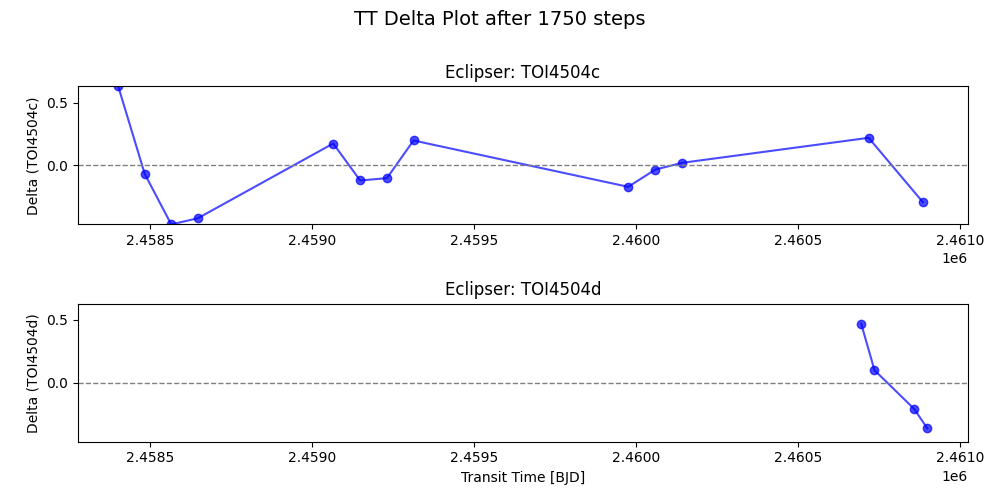 TT Delta Plot after 1750 steps
Eclipser: TOI4504c
Delta (TOI4504c)
0.5
0.0
2.4585 2.4590 2.4595 2.4600 2.4605 2.4610
1e6
Eclipser: TOI4504d
Delta (TOI4504d)
0.5
0.0
2.4585 2.4590 2.4595 2.4600 2.4605 2.4610
1e6
Transit Time [BJD]